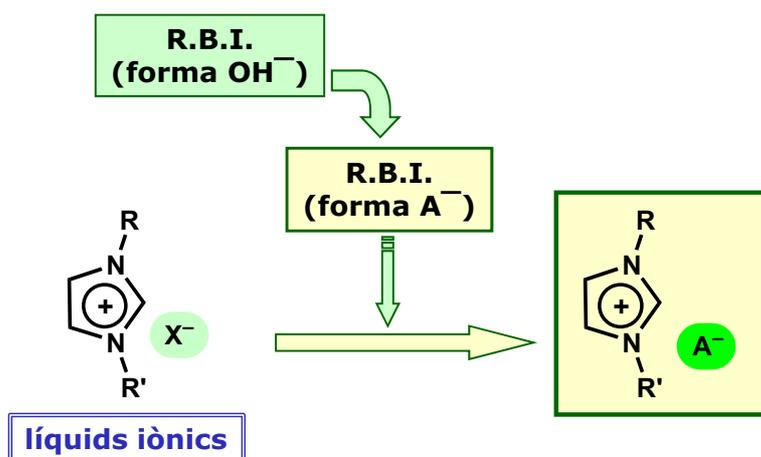 R.B.I.
(forma OH¯)
R.B.I.
(forma A¯)
R
N
+
X–
N
R'
líquids iònics
R
N
+
A–
N
R'